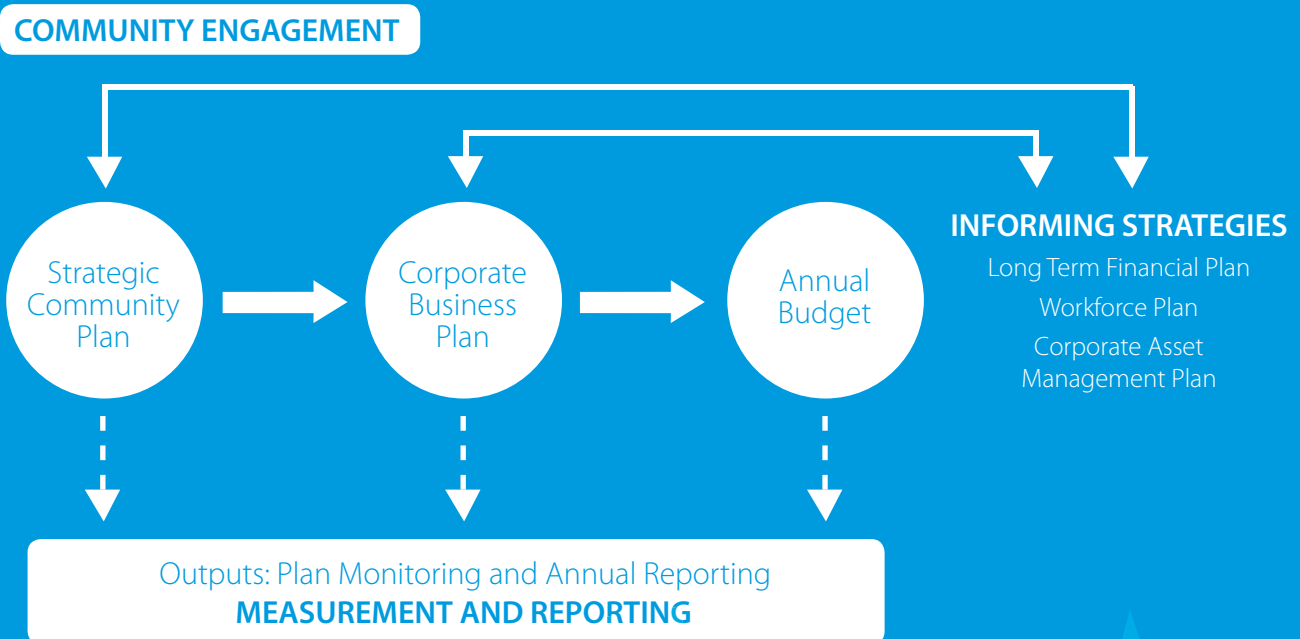 COMMUNITY ENGAGEMENT
Strategic
Community
Plan
Corporate
Business
Plan
Annual
Budget
INFORMING STRATEGIES
Long Term Financial Plan
Workforce Plan
Corporate Asset
Management Plan
Outputs: Plan Monitoring and Annual Reporting
MEASUREMENT AND REPORTING